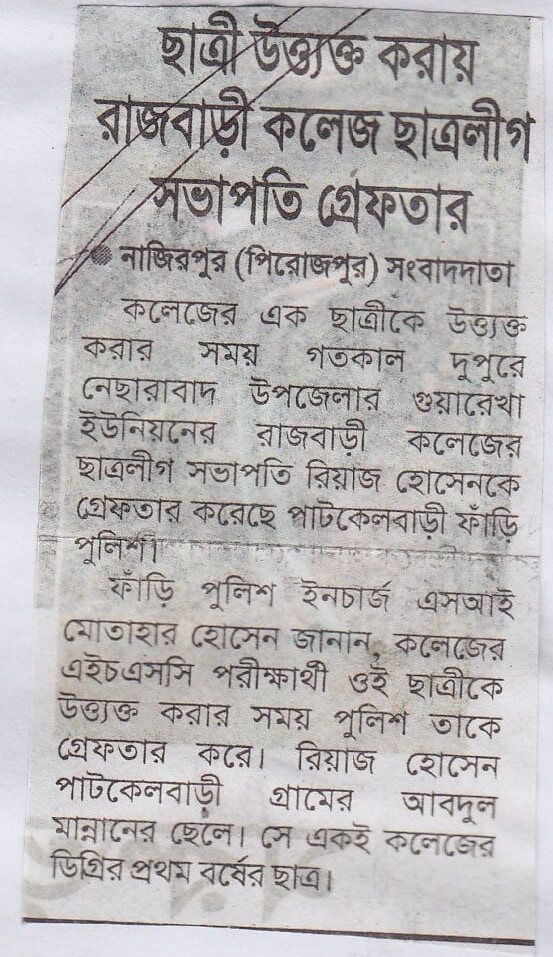 ছাত্রী উত্ত্যক্ত করায়
রাজবাড়ী কলেজ ছাত্রলীগ
সভাপতি গ্রেফতার
● নাজিরপুর (পিরোজপুর) সংবাদদাতা
কলেজের এক ছাত্রীকে উত্ত্যক্ত
করার সময় গতকাল দুপুরে
নেছারাবাদ উপজেলার গুয়ারেখা
ইউনিয়নের রাজবাড়ী কলেজের
ছাত্রলীগ সভাপতি রিয়াজ হোসেনকে
গ্রেফতার করেছে পাটকেলবাড়ী ফাঁড়ি
পুলিশ।
ফাঁড়ি পুলিশ ইনচার্জ এসআই
মোতাহার হোসেন জানান, কলেজের
এইচএসসি পরীক্ষার্থী ওই ছাত্রীকে
উত্ত্যক্ত করার সময় পুলিশ তাকে
গ্রেফতার করে। রিয়াজ হোসেন
পাটকেলবাড়ী গ্রামের আবদুল
মান্নানের ছেলে। সে একই কলেজের
ডিগ্রির প্রথম বর্ষের ছাত্র।